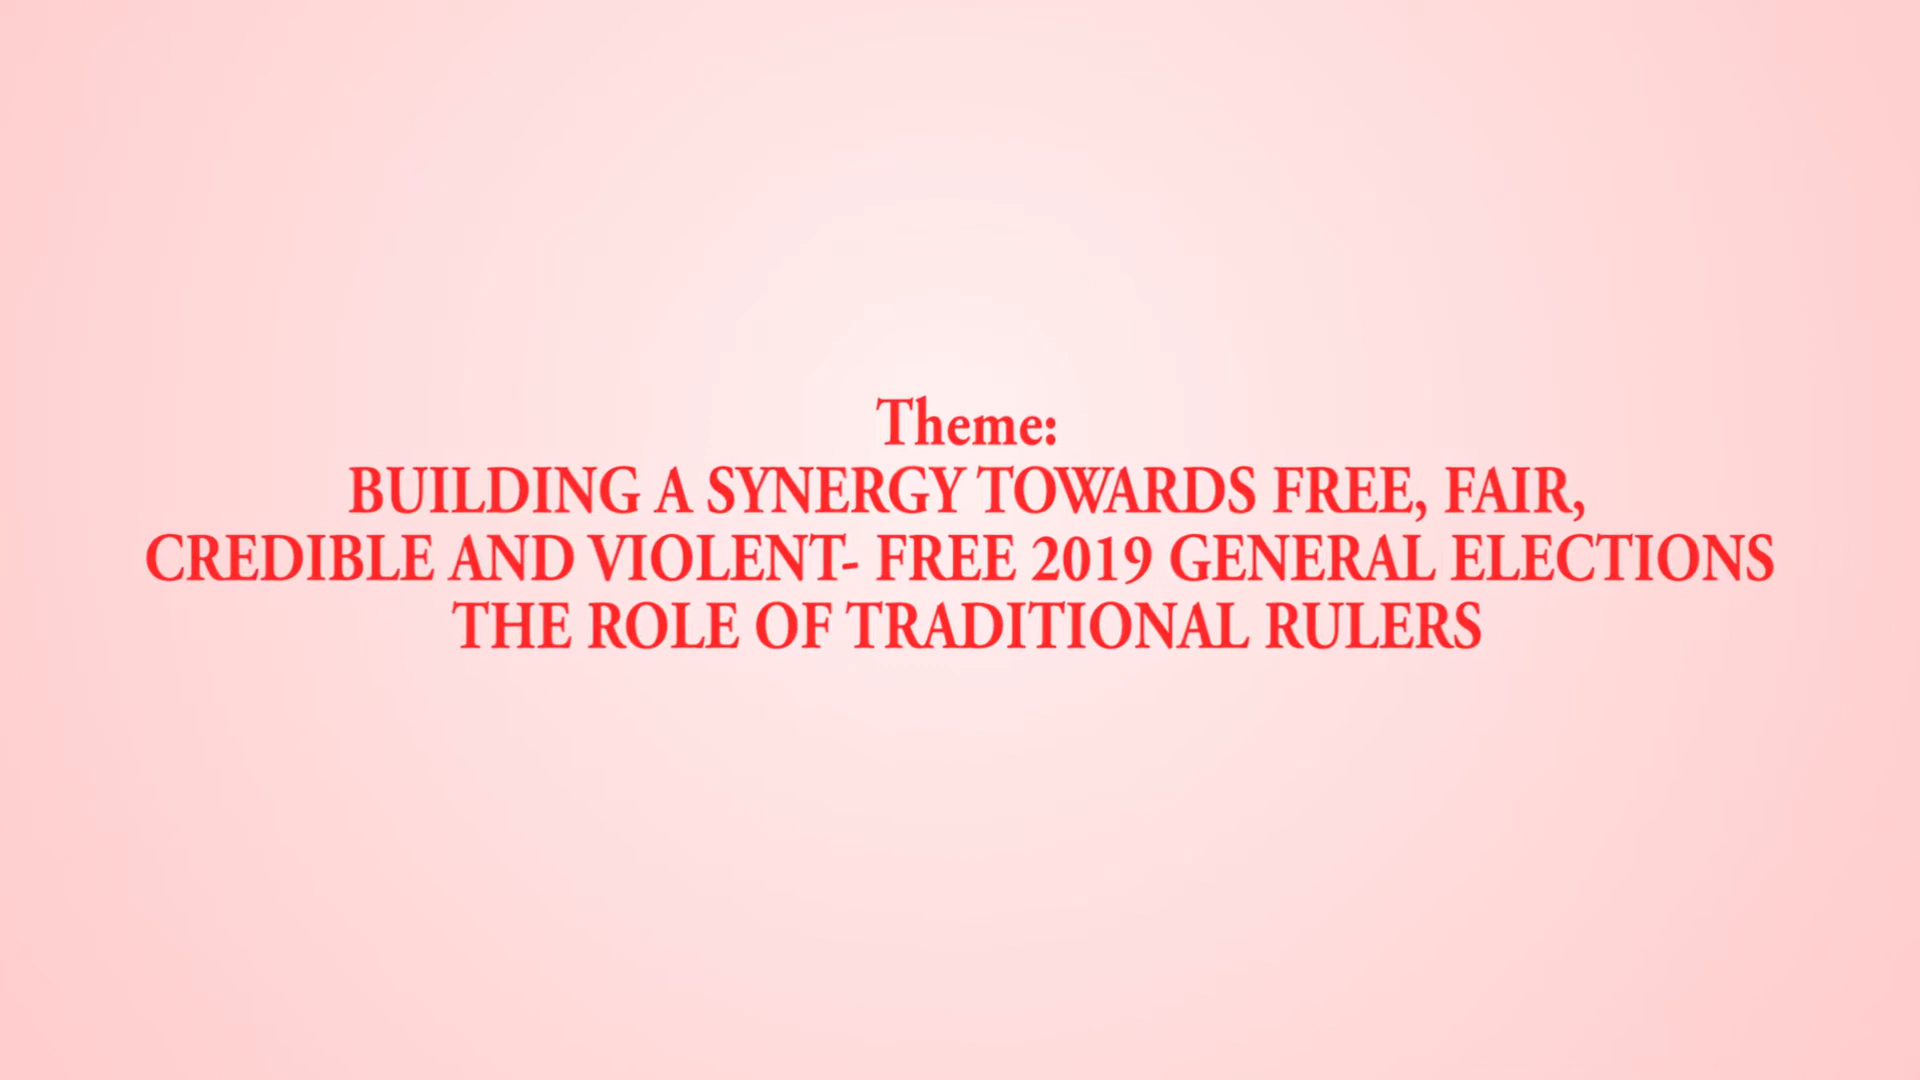 Theme:
BUILDING A SYNERGY TOWARDS FREE, FAIR,
CREDIBLE AND VIOLENT- FREE 2019 GENERAL ELECTIONS
THE ROLE OF TRADITIONAL RULERS